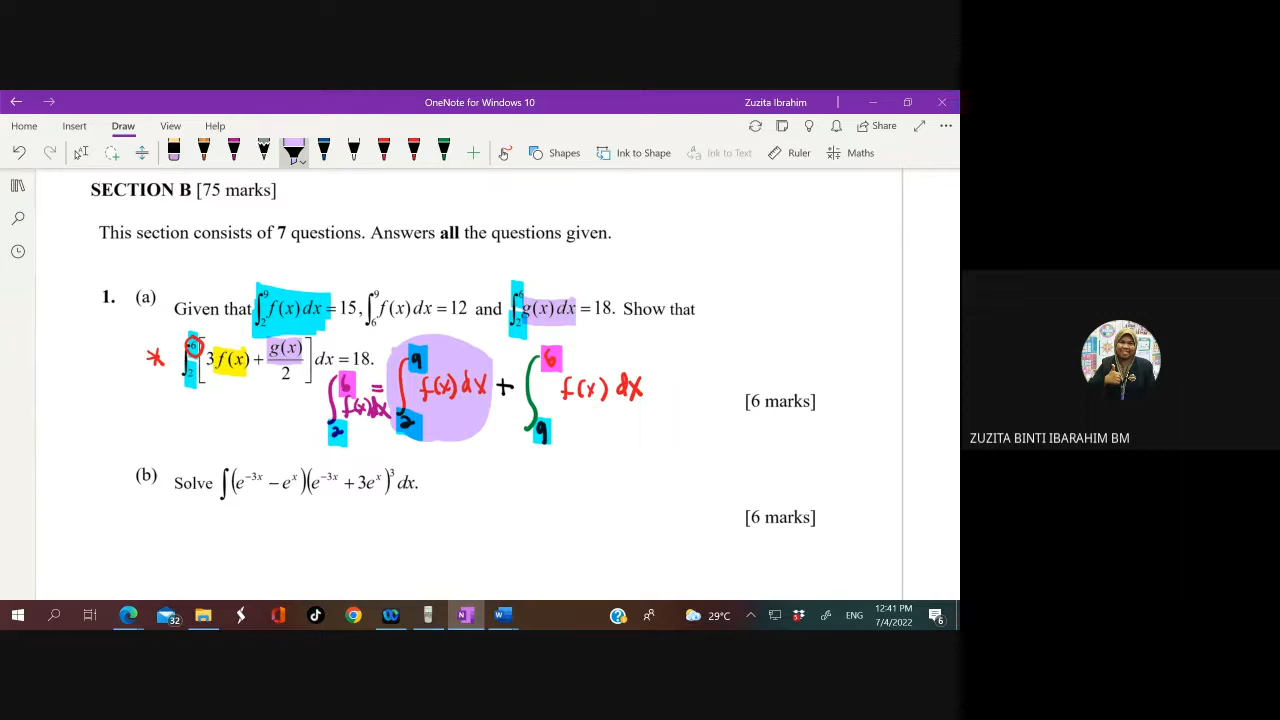 OneNote for Windows 10
Zuzita Ibrahim
Home Insert Draw View Help
Share
Shapes Ink to Shape Ink to Text Ruler Maths
SECTION B [75 marks]
This section consists of 7 questions. Answers all the questions given.
1. (a) Given that ∫₂⁹ f(x)dx = 15, ∫₆⁹ f(x)dx = 12 and ∫₂⁶ g(x)dx = 18. Show that
* ∫₂⁶ [3f(x) + g(x)/2] dx = 18.
∫₂⁶ f(x)dx = ∫₂⁹ f(x)dx + ∫₉⁶ f(x) dx
[6 marks]
(b) Solve ∫(e⁻³ˣ − eˣ)(e⁻³ˣ + 3eˣ)³ dx.
[6 marks]
ZUZITA BINTI IBARAHIM BM
32
29°C
ENG
12:41 PM
7/4/2022
6